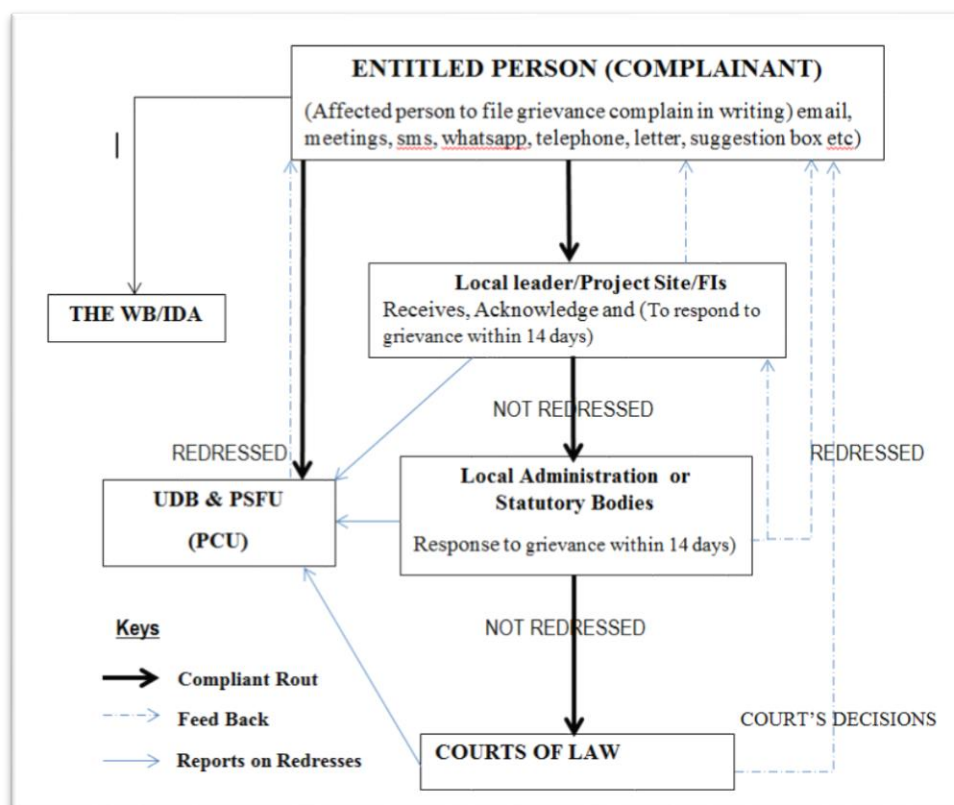 ENTITLED PERSON (COMPLAINANT)
(Affected person to file grievance complain in writing) email,
meetings, sms, whatsapp, telephone, letter, suggestion box etc)
THE WB/IDA
Local leader/Project Site/FIs
Receives, Acknowledge and (To respond to
grievance within 14 days)
NOT REDRESSED
REDRESSED
REDRESSED
Local Administration or
Statutory Bodies
Response to grievance within 14 days)
UDB & PSFU
(PCU)
NOT REDRESSED
Keys
Compliant Rout
Feed Back
Reports on Redresses
COURT'S DECISIONS
COURTS OF LAW